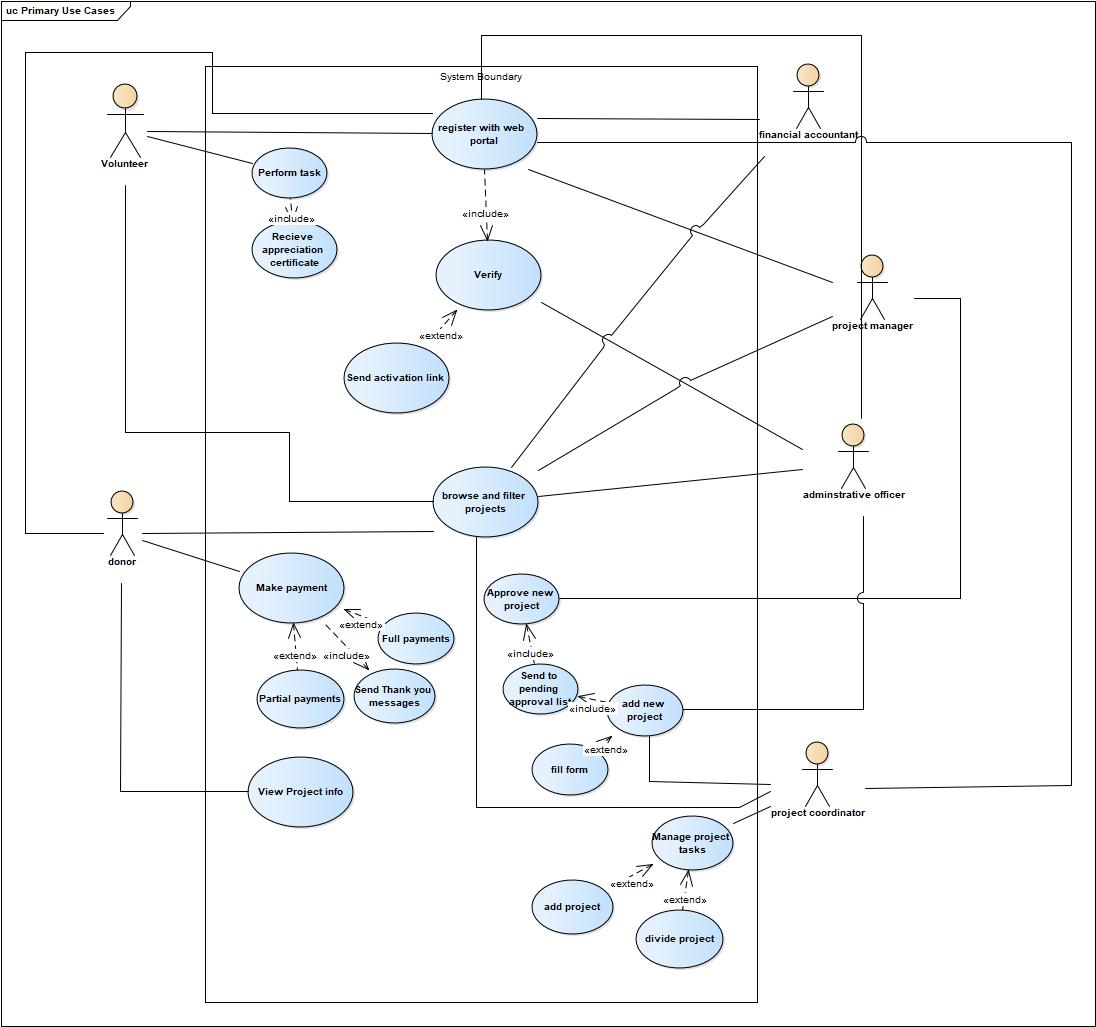 uc Primary Use Cases
System Boundary
Volunteer
register with web
portal
financial accountant
Perform task
«include»
«include»
Recieve
appreciation
certificate
Verify
project manager
«extend»
Send activation link
browse and filter
projects
adminstrative officer
donor
Make payment
Approve new
project
«extend»
Full payments
«extend»
«include»
«include»
Partial payments
Send Thank you
messages
Send to
pending
approval list
«include»
add new
project
«extend»
fill form
View Project info
project coordinator
Manage project
tasks
«extend»
«extend»
add project
divide project